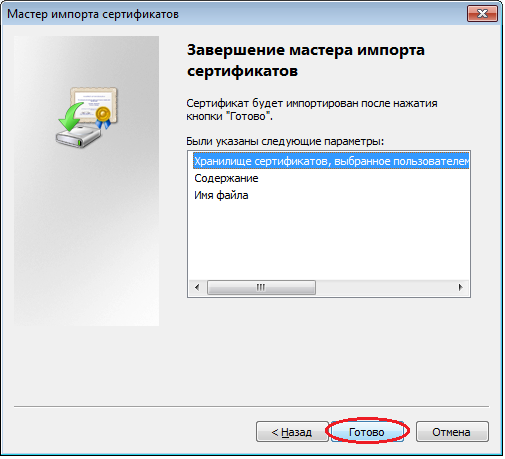 Мастер импорта сертификатов
Завершение мастера импорта
сертификатов
Сертификат будет импортирован после нажатия
кнопки "Готово".
Были указаны следующие параметры:
Хранилище сертификатов, выбранное пользователем
Содержание
Имя файла
< Назад
Готово
Отмена